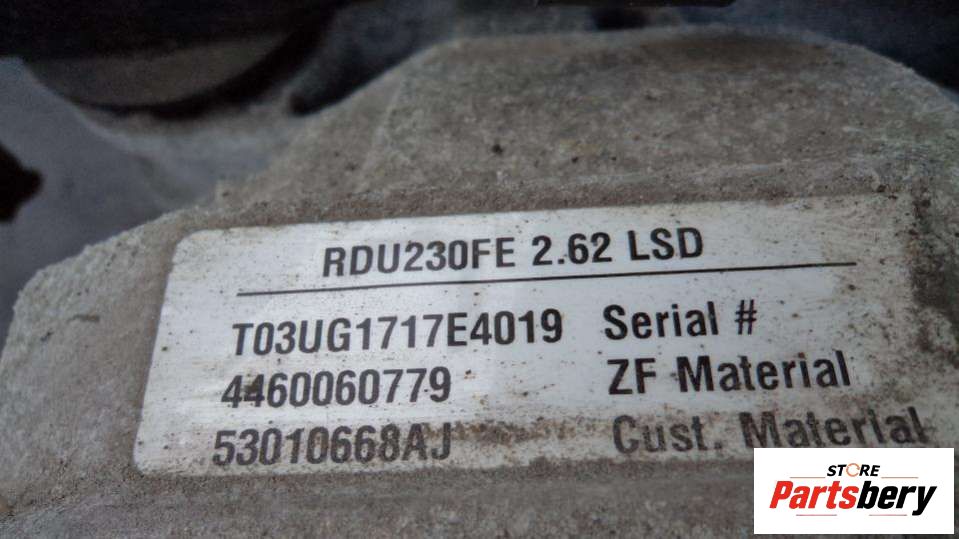 RDU230FE 2.62 LSD
T03UG1717E4019 Serial #
4460060779 ZF Material
53010668AJ Cust. Material
STORE
Partsbery